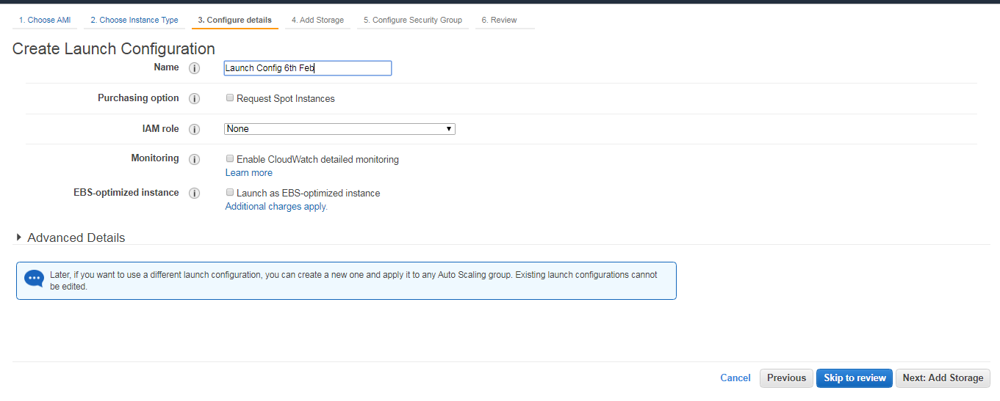 1. Choose AMI 2. Choose Instance Type 3. Configure details 4. Add Storage 5. Configure Security Group 6. Review
Create Launch Configuration
Name i Launch Config 6th Feb
Purchasing option i Request Spot Instances
IAM role i None
Monitoring i Enable CloudWatch detailed monitoring
Learn more
EBS-optimized instance i Launch as EBS-optimized instance
Additional charges apply.
Advanced Details
Later, if you want to use a different launch configuration, you can create a new one and apply it to any Auto Scaling group. Existing launch configurations cannot
be edited.
Cancel Previous Skip to review Next: Add Storage